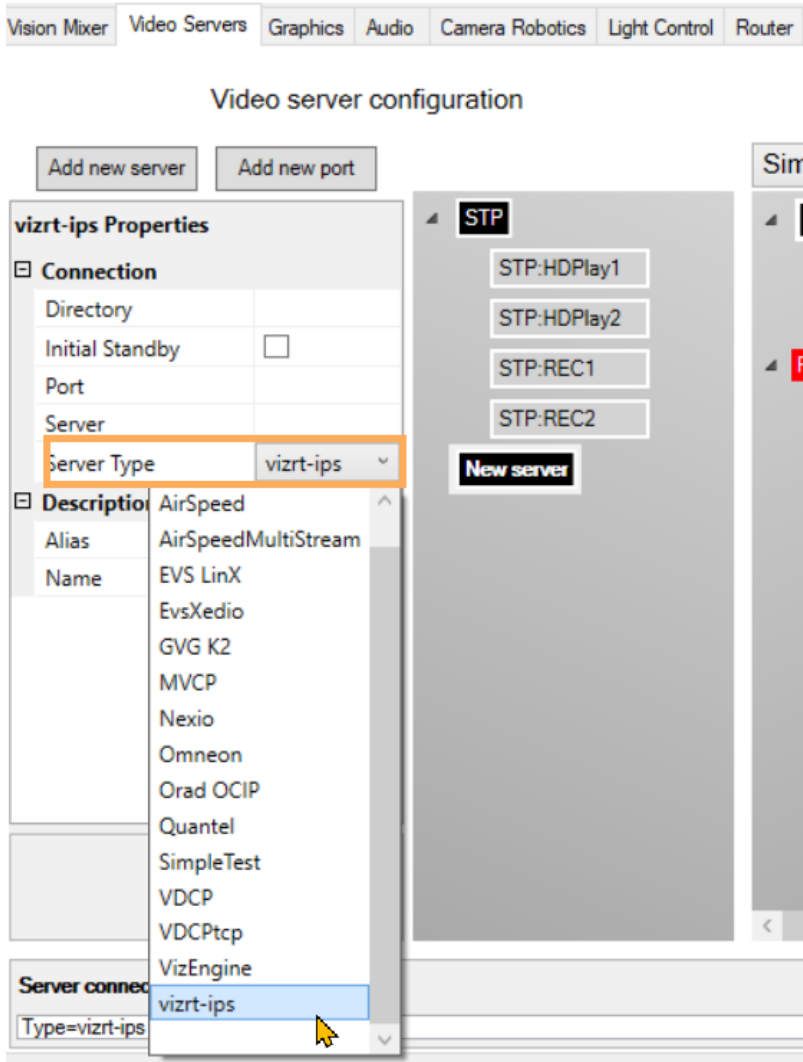 Vision Mixer Video Servers Graphics Audio Camera Robotics Light Control Router
Video server configuration
Add new server Add new port
vizrt-ips Properties
Connection
Directory
Initial Standby
Port
Server
Server Type vizrt-ips
Description
Alias
Name
AirSpeed
AirSpeedMultiStream
EVS LinX
EvsXedio
GVG K2
MVCP
Nexio
Omneon
Orad OCIP
Quantel
SimpleTest
VDCP
VDCPtcp
VizEngine
vizrt-ips
Server connec
Type=vizrt-ips
STP
STP:HDPlay1
STP:HDPlay2
STP:REC1
STP:REC2
New server
Sim